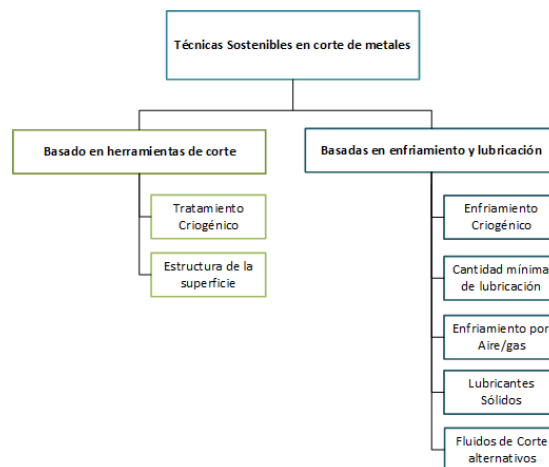 Técnicas Sostenibles en corte de metales
Basado en herramientas de corte
Tratamiento
Criogénico
Estructura de la
superficie
Basadas en enfriamiento y lubricación
Enfriamiento
Criogénico
Cantidad mínima
de lubricación
Enfriamiento por
Aire/gas
Lubricantes
Sólidos
Fluidos de Corte
alternativos